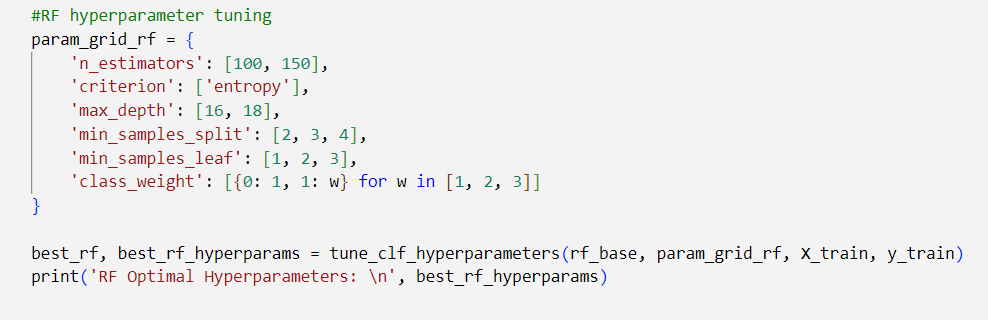 #RF hyperparameter tuning
param_grid_rf = {
    'n_estimators': [100, 150],
    'criterion': ['entropy'],
    'max_depth': [16, 18],
    'min_samples_split': [2, 3, 4],
    'min_samples_leaf': [1, 2, 3],
    'class_weight': [{0: 1, 1: w} for w in [1, 2, 3]]
}
best_rf, best_rf_hyperparams = tune_clf_hyperparameters(rf_base, param_grid_rf, X_train, y_train)
print('RF Optimal Hyperparameters: \n', best_rf_hyperparams)